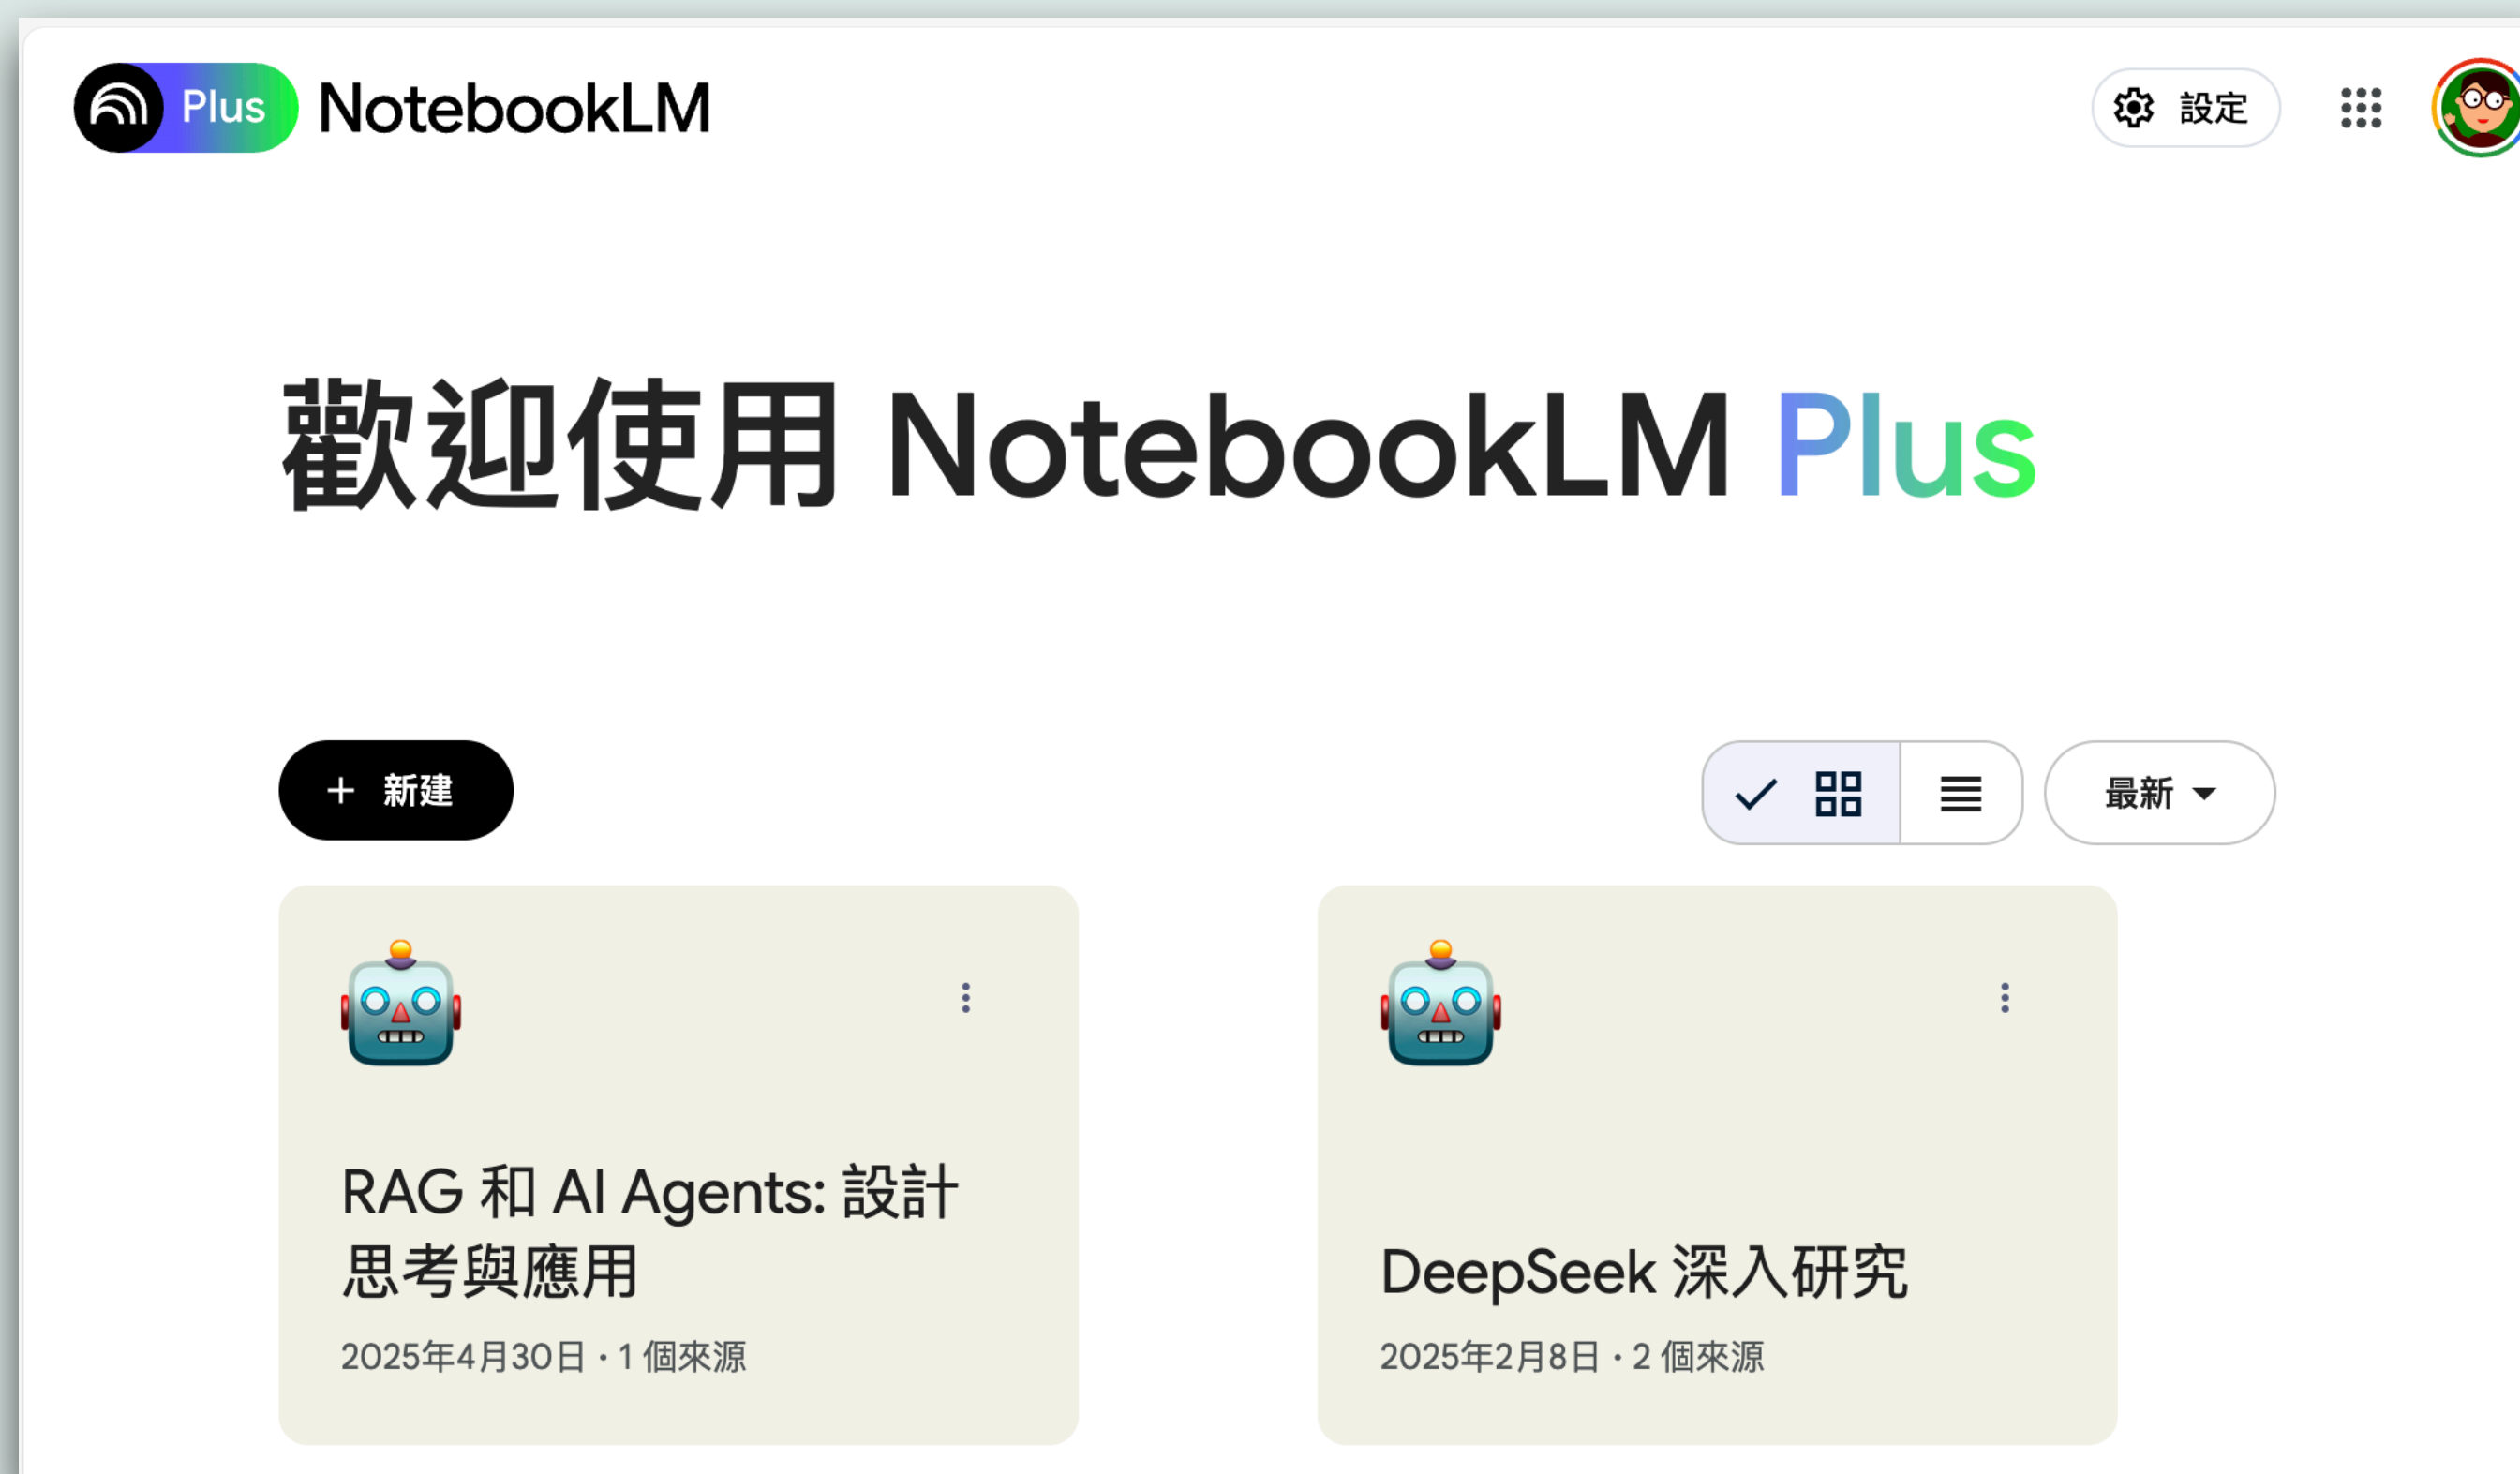 Plus NotebookLM
設定
歡迎使用 NotebookLM Plus
+ 新建
最新
RAG 和 AI Agents: 設計
思考與應用
2025年4月30日・1 個來源
DeepSeek 深入研究
2025年2月8日・2 個來源